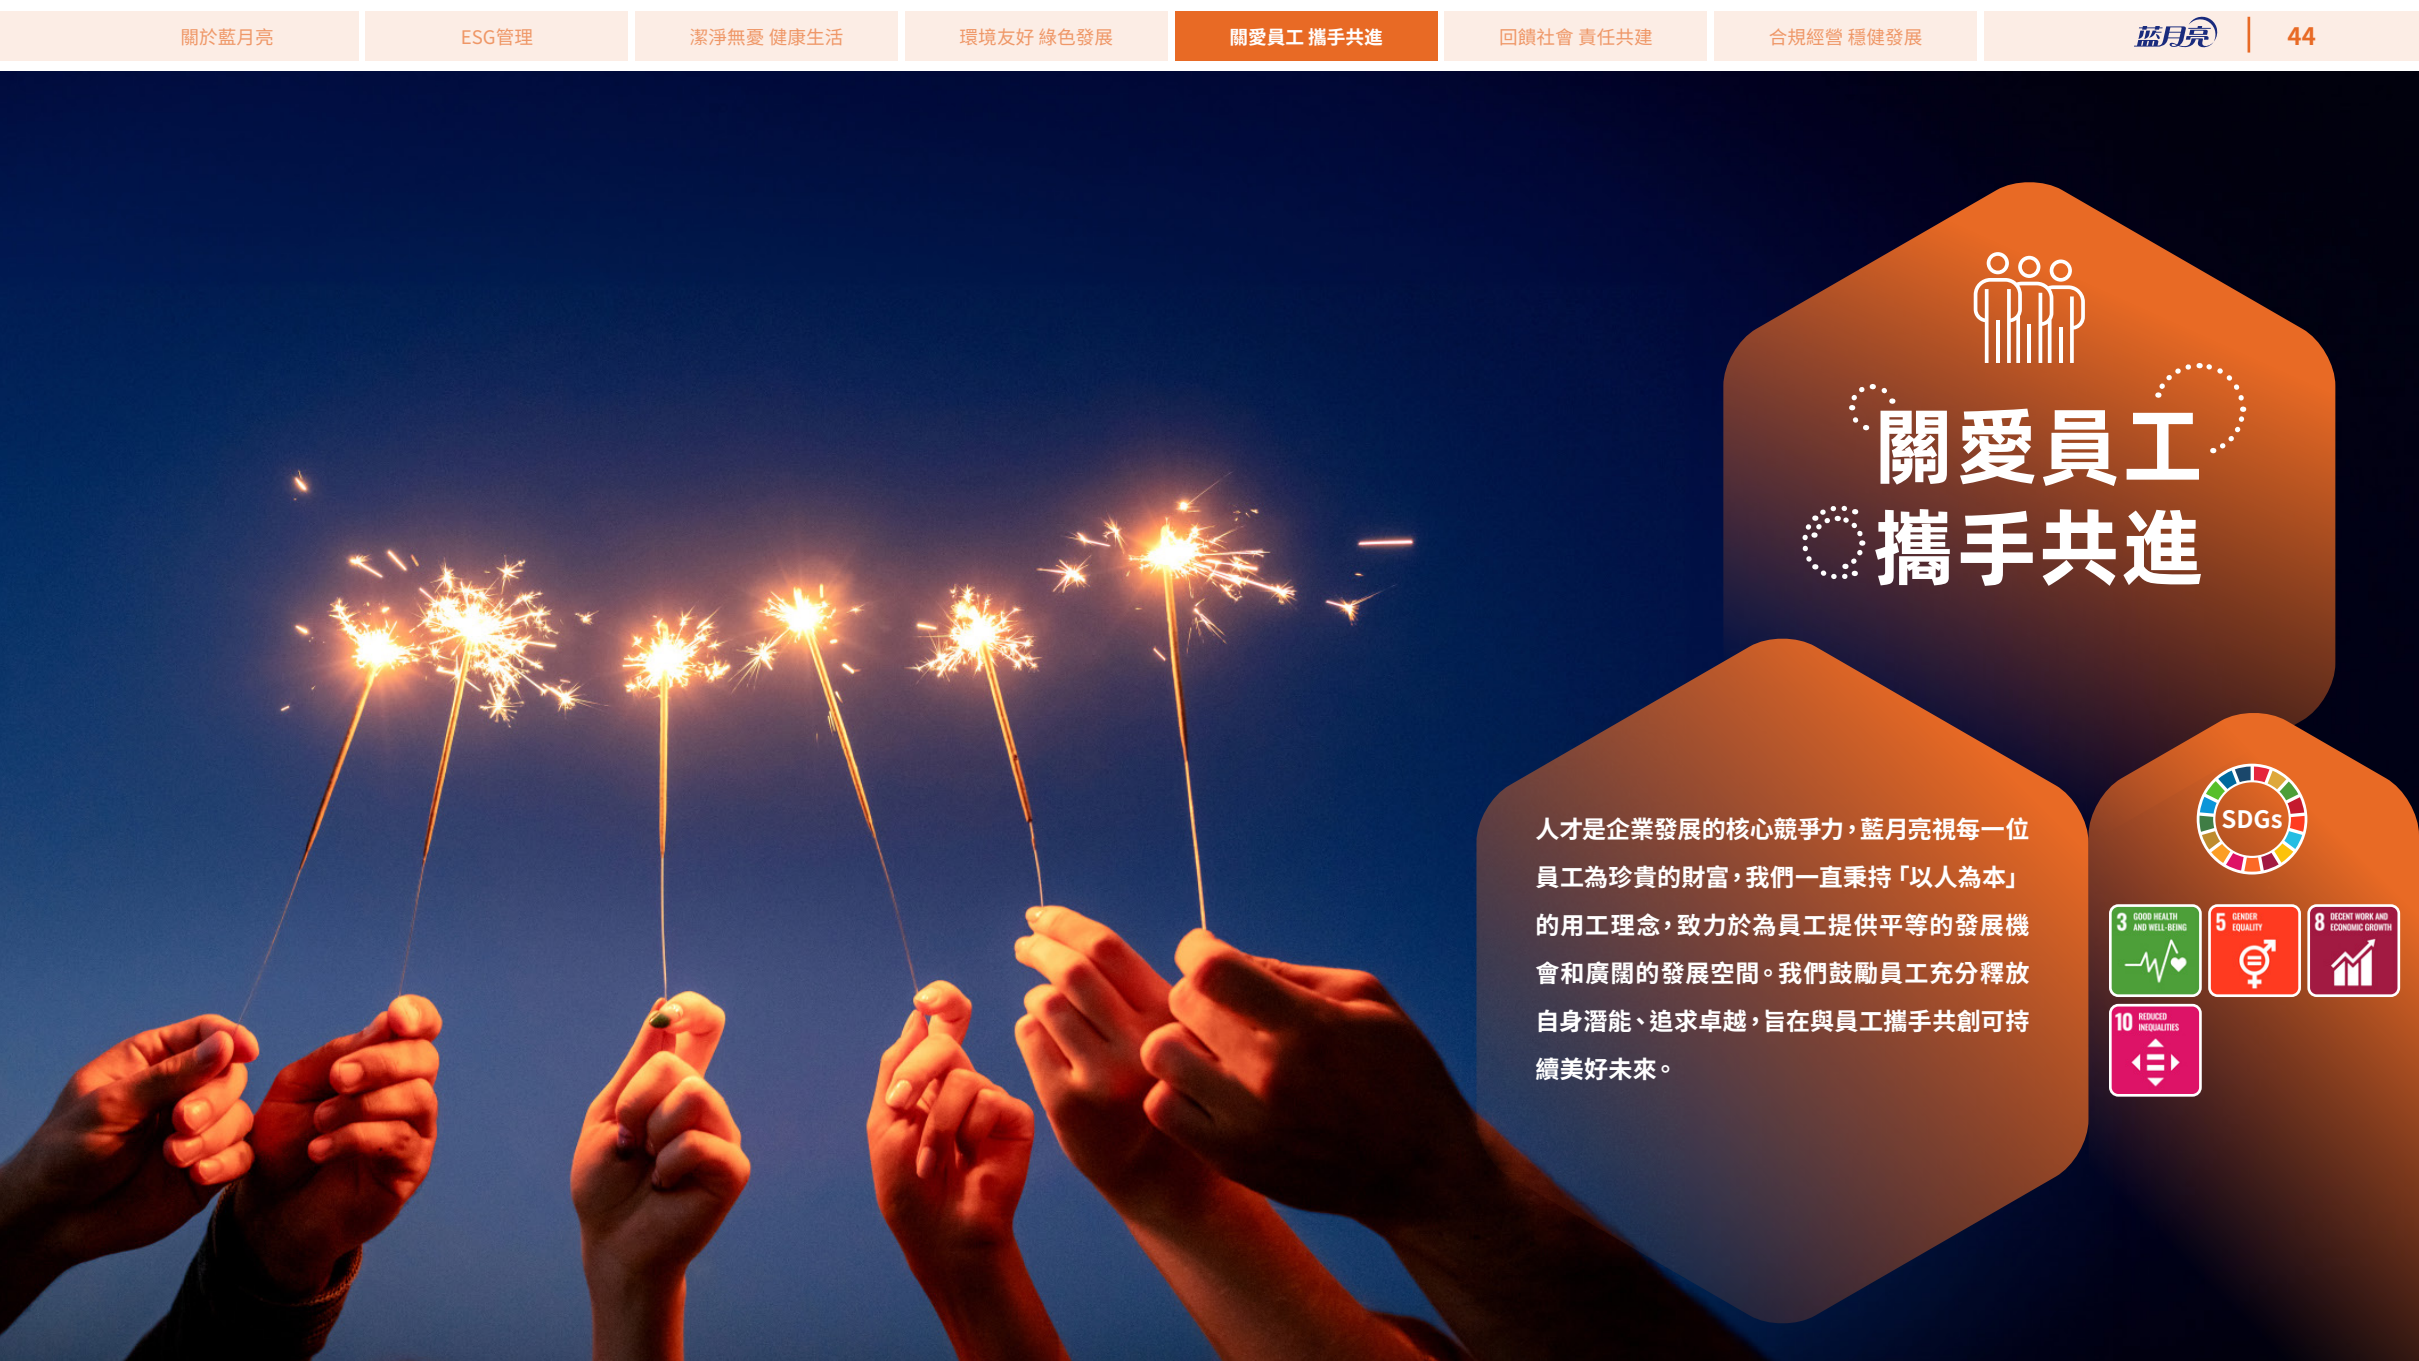 關於藍月亮
ESG管理
潔淨無憂 健康生活
環境友好 綠色發展
關愛員工 攜手共進
回饋社會 責任共建
合規經營 穩健發展
藍月亮
44
關愛員工
攜手共進
人才是企業發展的核心競爭力，藍月亮視每一位
員工為珍貴的財富，我們一直秉持「以人為本」
的用工理念，致力於為員工提供平等的發展機
會和廣闊的發展空間。我們鼓勵員工充分釋放
自身潛能、追求卓越，旨在與員工攜手共創可持
續美好未來。
SDGs
3 GOOD HEALTH
AND WELL-BEING
5 GENDER
EQUALITY
8 DECENT WORK AND
ECONOMIC GROWTH
10 REDUCED
INEQUALITIES